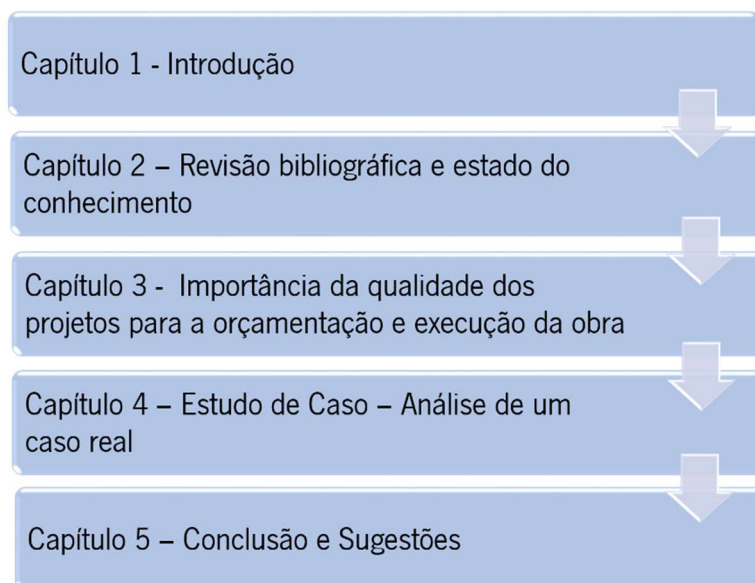 Capítulo 1 - Introdução
Capítulo 2 – Revisão bibliográfica e estado do
conhecimento
Capítulo 3 - Importância da qualidade dos
projetos para a orçamentação e execução da obra
Capítulo 4 – Estudo de Caso – Análise de um
caso real
Capítulo 5 – Conclusão e Sugestões